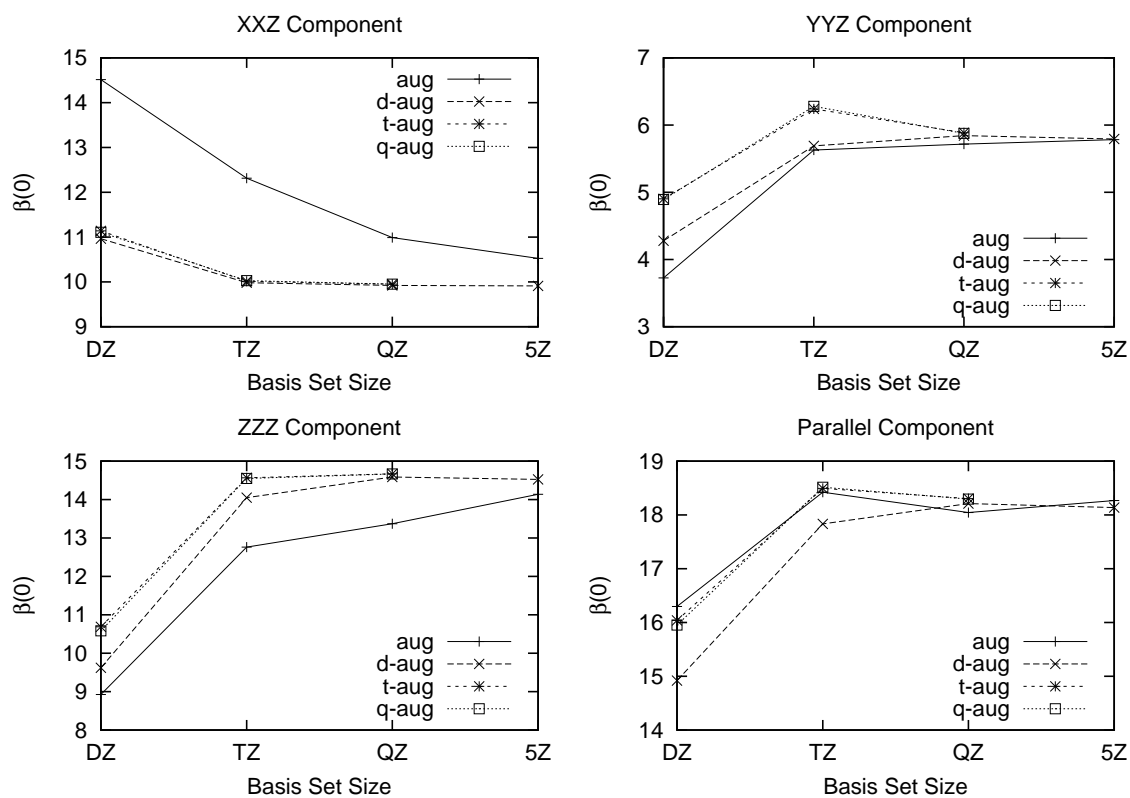 XXZ Component
15
14
13
12
11
10
9
β(0)
aug
d-aug
t-aug
q-aug
DZ TZ QZ 5Z
Basis Set Size
YYZ Component
7
6
5
4
3
β(0)
aug
d-aug
t-aug
q-aug
DZ TZ QZ 5Z
Basis Set Size
ZZZ Component
15
14
13
12
11
10
9
8
β(0)
aug
d-aug
t-aug
q-aug
DZ TZ QZ 5Z
Basis Set Size
Parallel Component
19
18
17
16
15
14
β(0)
aug
d-aug
t-aug
q-aug
DZ TZ QZ 5Z
Basis Set Size